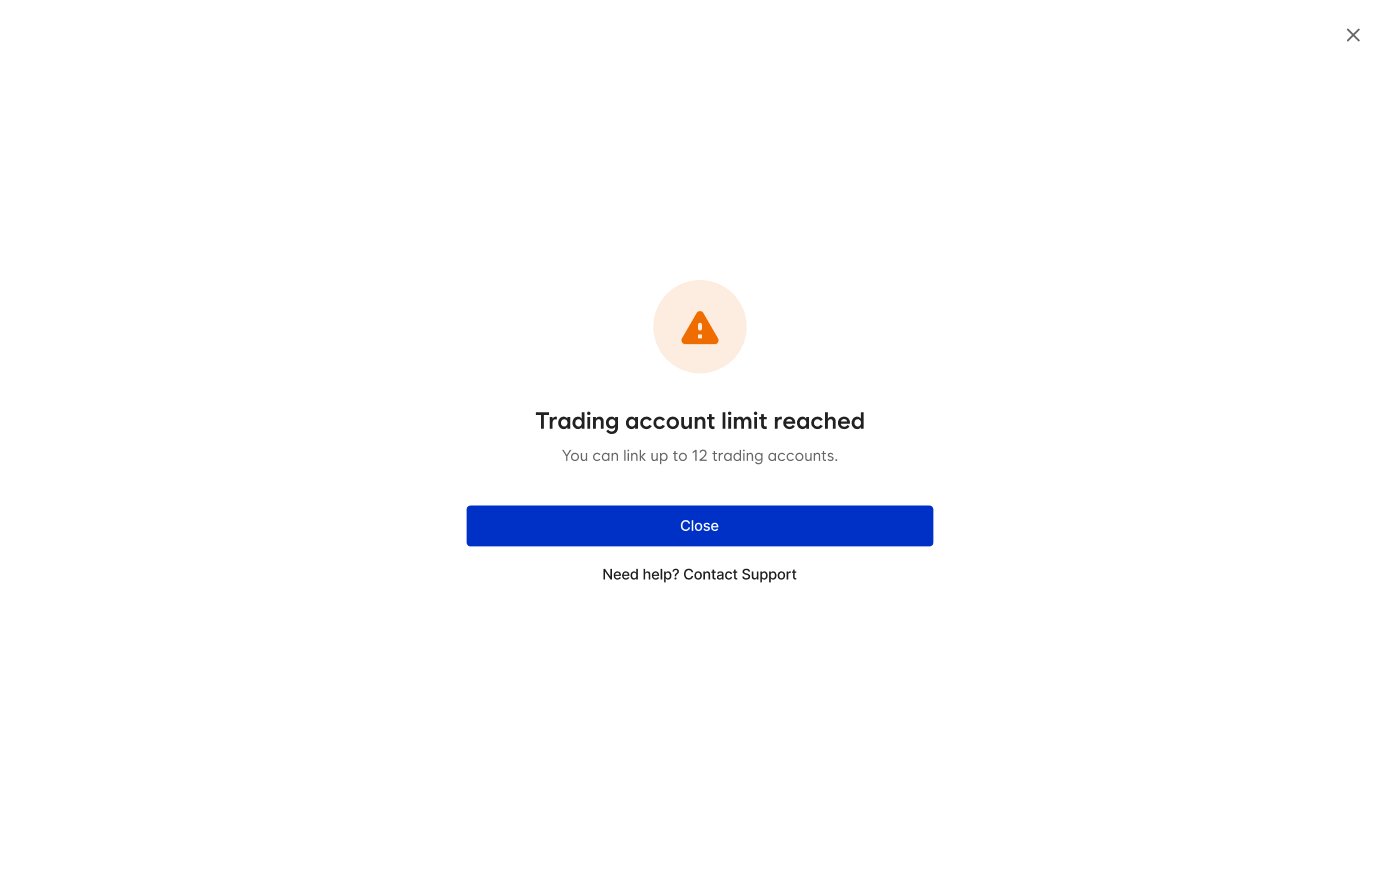 Trading account limit reached
You can link up to 12 trading accounts.
Close
Need help? Contact Support